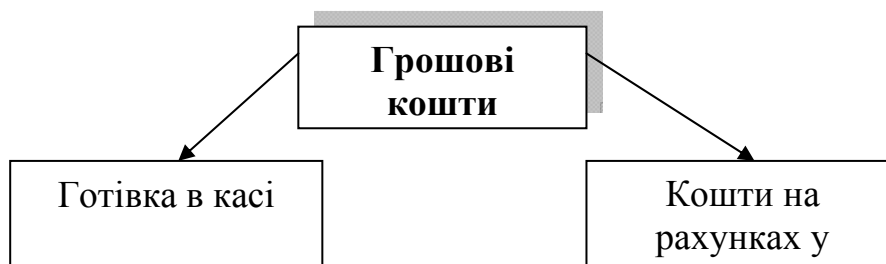 Грошові
кошти
Готівка в касі
Кошти на
рахунках у